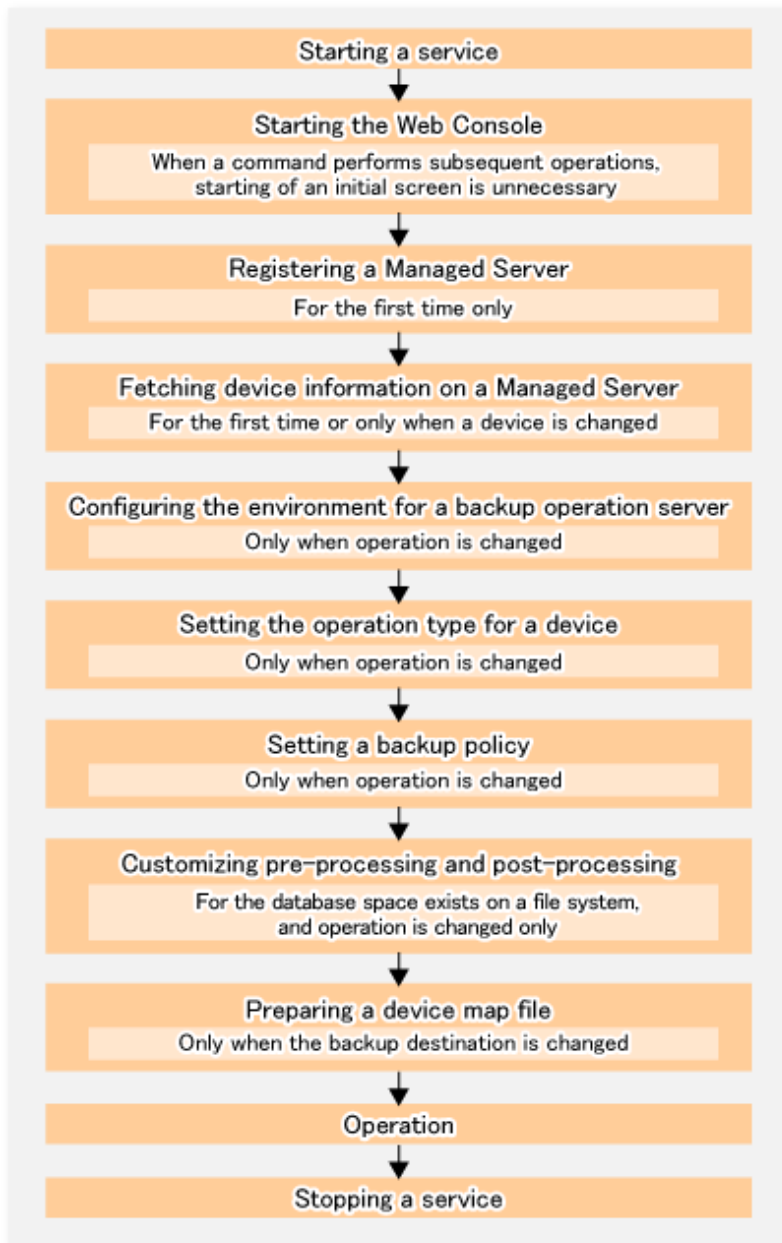 Starting a service
Starting the Web Console
When a command performs subsequent operations,
starting of an initial screen is unnecessary
Registering a Managed Server
For the first time only
Fetching device information on a Managed Server
For the first time or only when a device is changed
Configuring the environment for a backup operation server
Only when operation is changed
Setting the operation type for a device
Only when operation is changed
Setting a backup policy
Only when operation is changed
Customizing pre-processing and post-processing
For the database space exists on a file system,
and operation is changed only
Preparing a device map file
Only when the backup destination is changed
Operation
Stopping a service